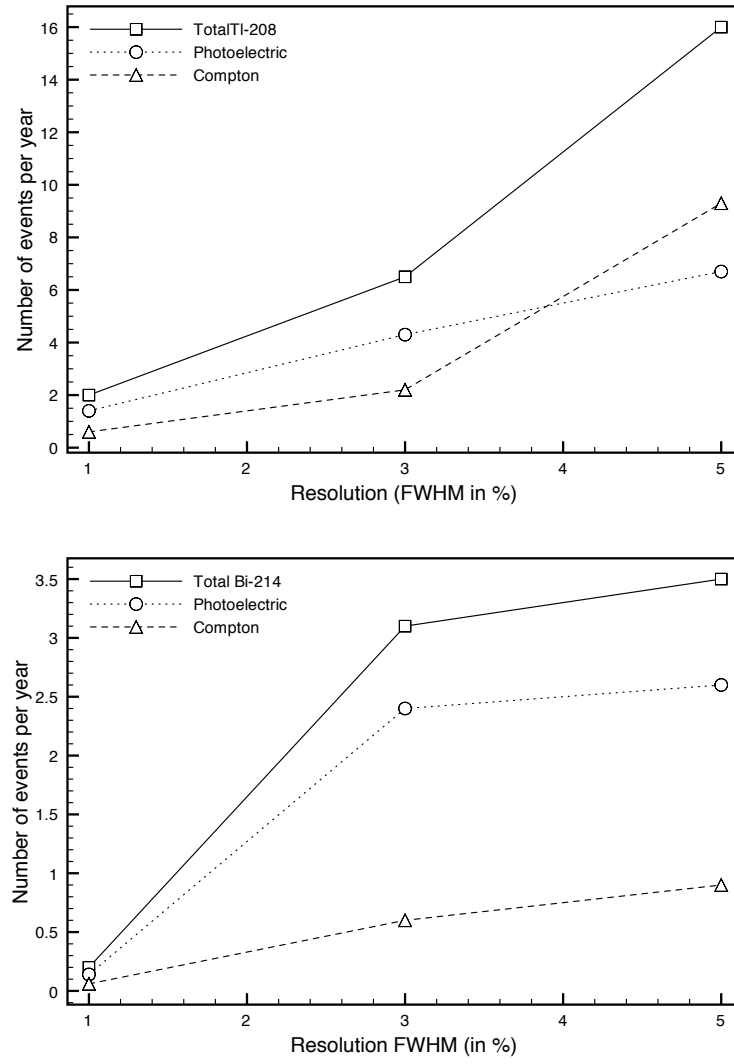 16
14
12
10
8
6
4
2
0
Number of events per year
TotalTl-208
Photoelectric
Compton
1
2
3
4
5
Resolution (FWHM in %)
3.5
3
2.5
2
1.5
1
0.5
0
Number of events per year
Total Bi-214
Photoelectric
Compton
1
2
3
4
5
Resolution FWHM (in %)